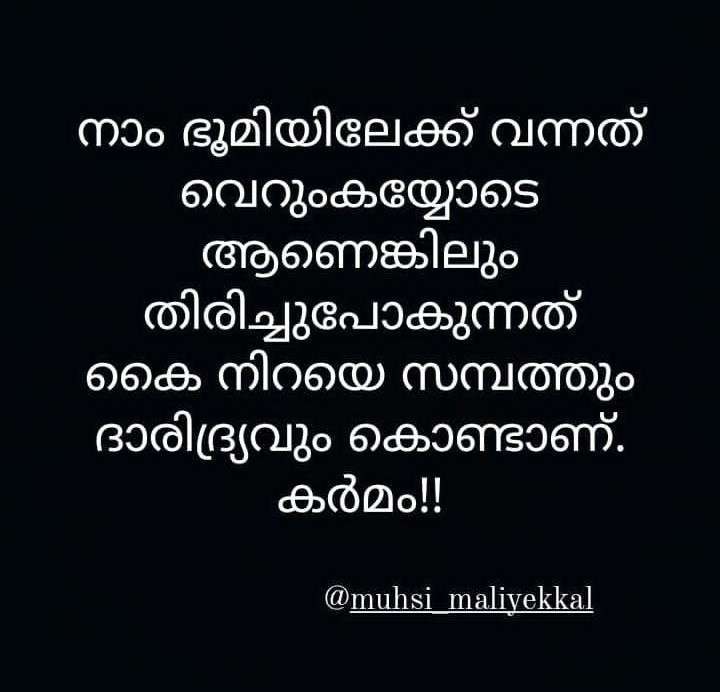 നാം ഭൂമിയിലേക്ക് വന്നത്
വെറുംകയ്യോടെ
ആണെങ്കിലും
തിരിച്ചുപോകുന്നത്
കൈ നിറയെ സമ്പത്തും
ദാരിദ്ര്യവും കൊണ്ടാണ്.
കർമം!!
@muhsi_maliyekkal